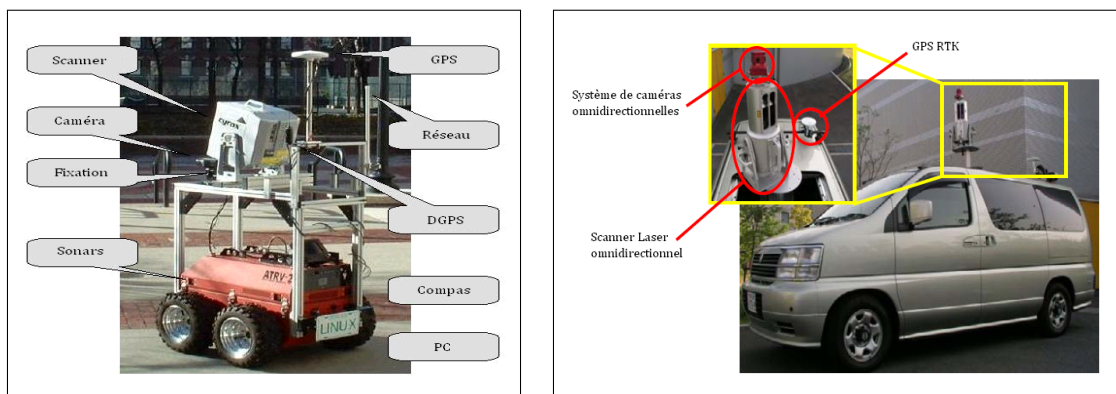 Scanner
GPS
Caméra
Réseau
Fixation
DGPS
Sonars
Compas
PC
cyrax
ATRV-2
LINUX
GPS RTK
Système de caméras
omnidirectionnelles
Scanner Laser
omnidirectionnel